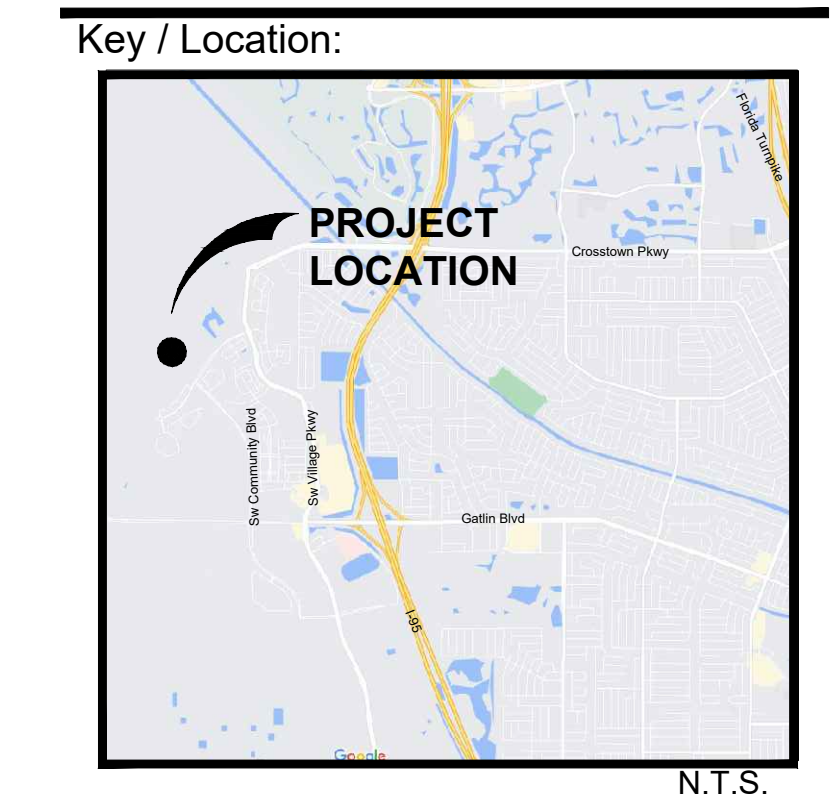 Key / Location:
Florida Turnpike
PROJECT
LOCATION
Crosstown Pkwy
Sw Community Blvd
Sw Village Pkwy
Gatlin Blvd
I-95
Google
N.T.S.